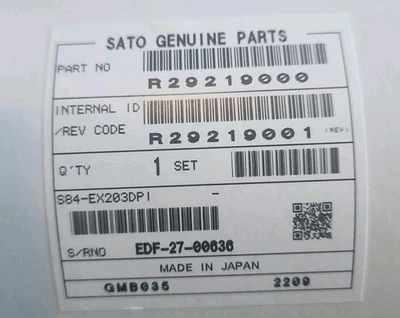 SATO GENUINE PARTS
PART NO
R29219000
INTERNAL ID
/REV CODE R29219001 (REV)
Q'TY 1 SET
S84-EX203DPI -
S/RNO EDF-27-00636
MADE IN JAPAN
GMB035 2209